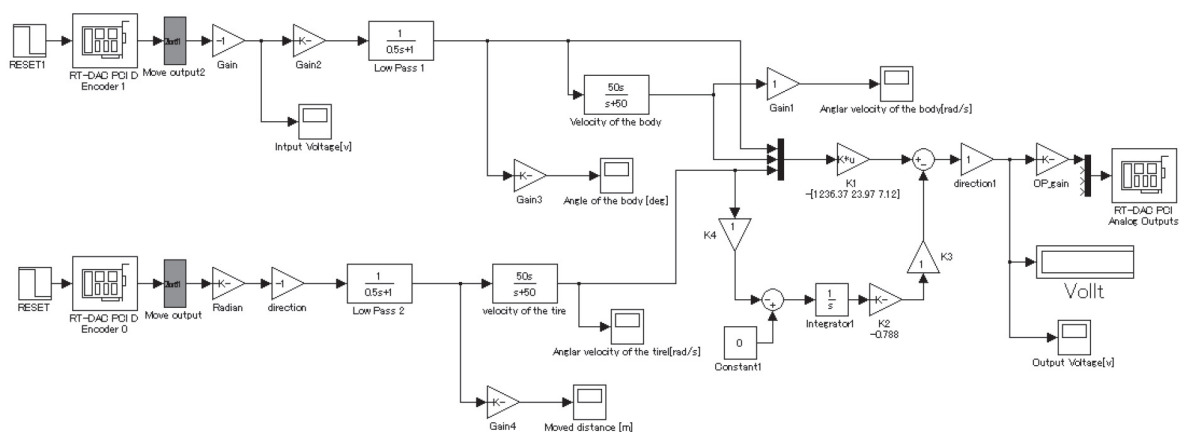 RESET1
RT-DAC PCI D
Encoder 1
Move output2
-1
Gain
K-
Gain2
1
0.5s+1
Low Pass 1
Intput Voltage[v]
50s
s+50
Velocity of the body
1
Gain1
Anglar velocity of the body[rad/s]
K-
Gain3
Angle of the body [deg]
K*u
K1
-[1236.37 23.97 7.12]
+-
1
direction1
K-
OP_gain
RT-DAC PCI
Analog Outputs
1
K4
1
K3
RESET
RT-DAC PCI D
Encoder 0
Move output
K-
Radian
-1
direction
1
0.5s+1
Low Pass 2
50s
s+50
velocity of the tire
Anglar velocity of the tirel[rad/s]
K-
Gain4
Moved distance [m]
-+
0
Constant1
1
s
Integrator1
K-
K2
-0.788
Vollt
Output Voltage[v]